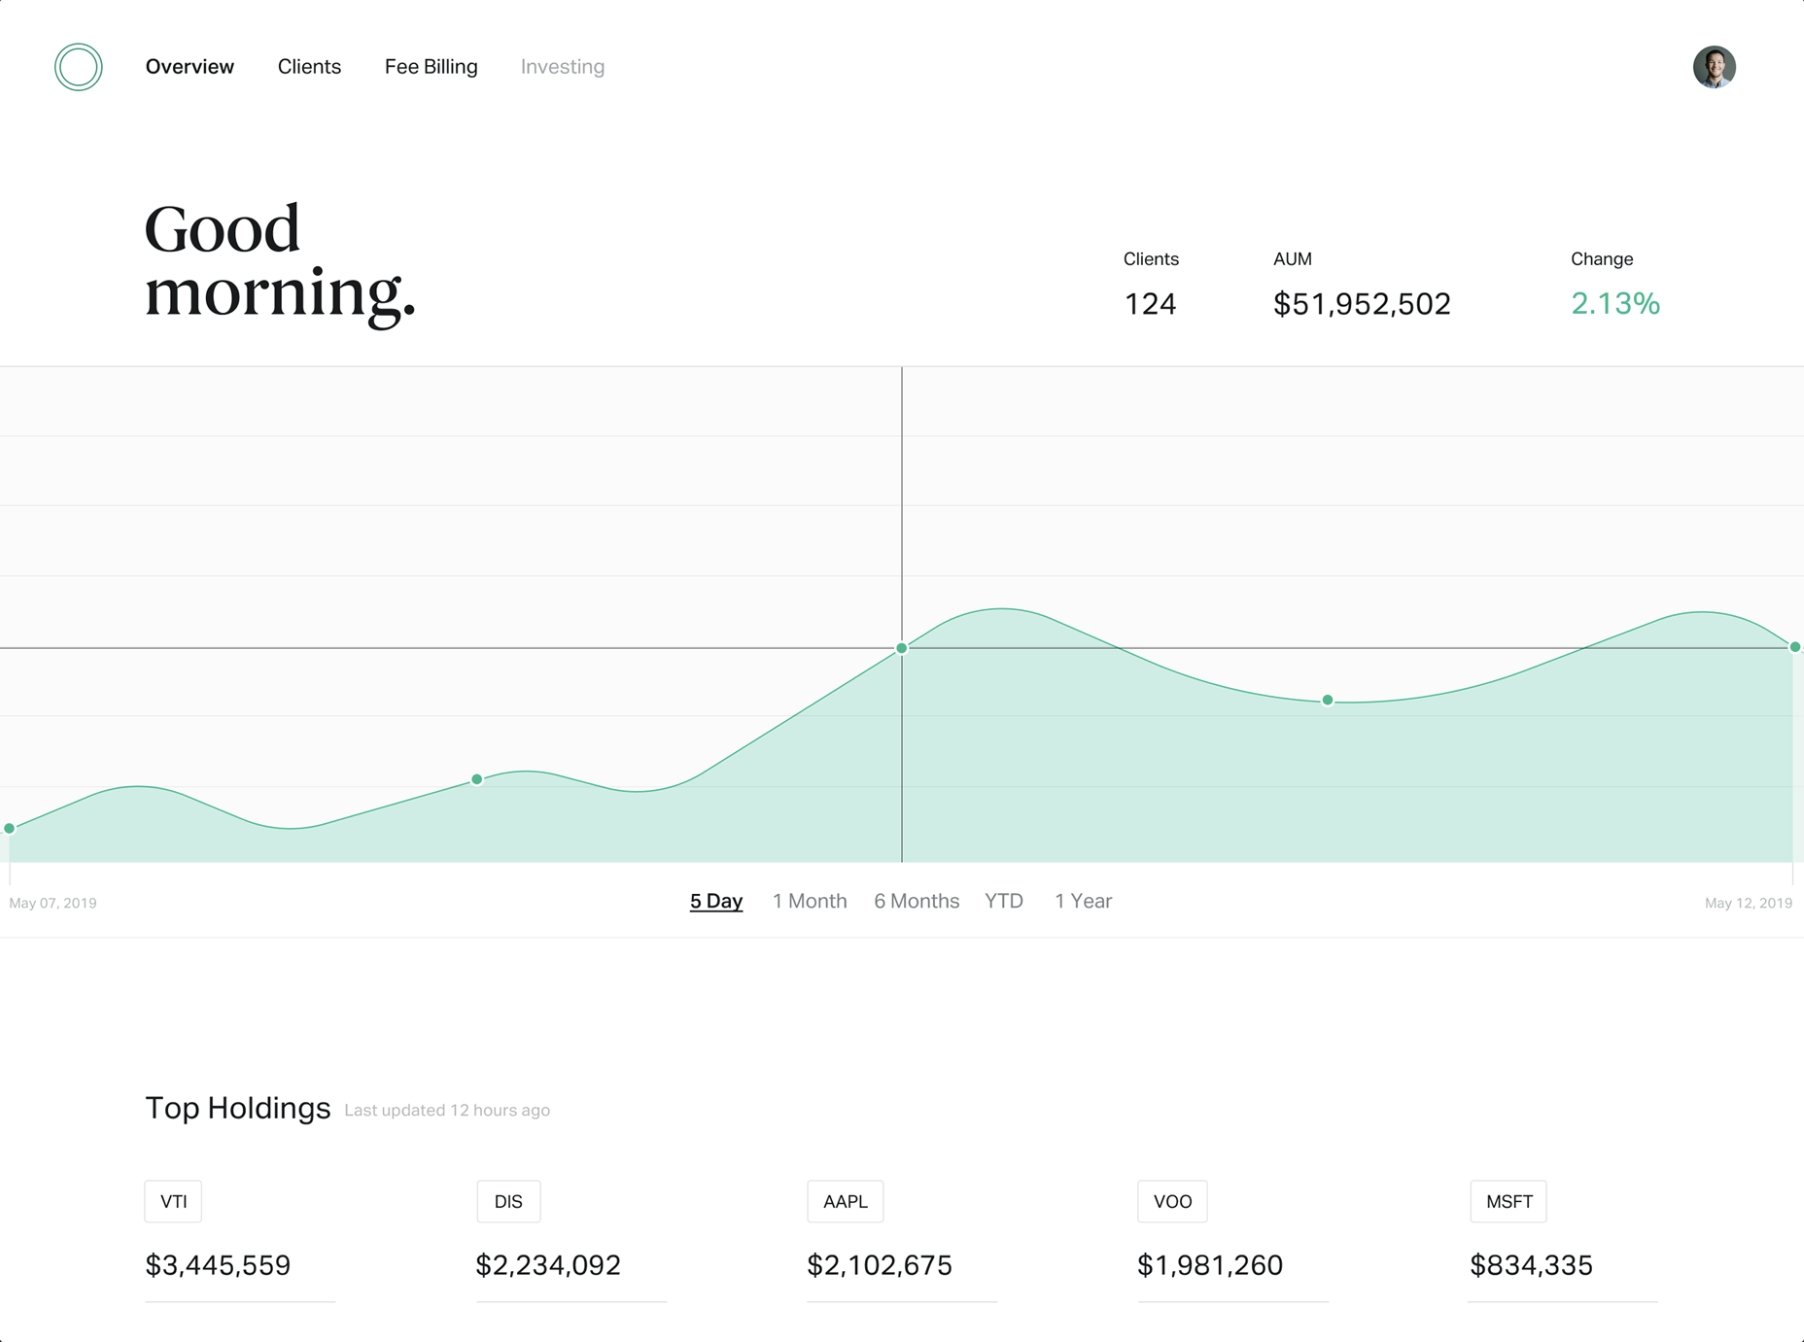 Overview Clients Fee Billing Investing
Good
morning.
Clients AUM Change
124 $51,952,502 2.13%
May 07, 2019 5 Day 1 Month 6 Months YTD 1 Year May 12, 2019
Top Holdings Last updated 12 hours ago
VTI DIS AAPL VOO MSFT
$3,445,559 $2,234,092 $2,102,675 $1,981,260 $834,335